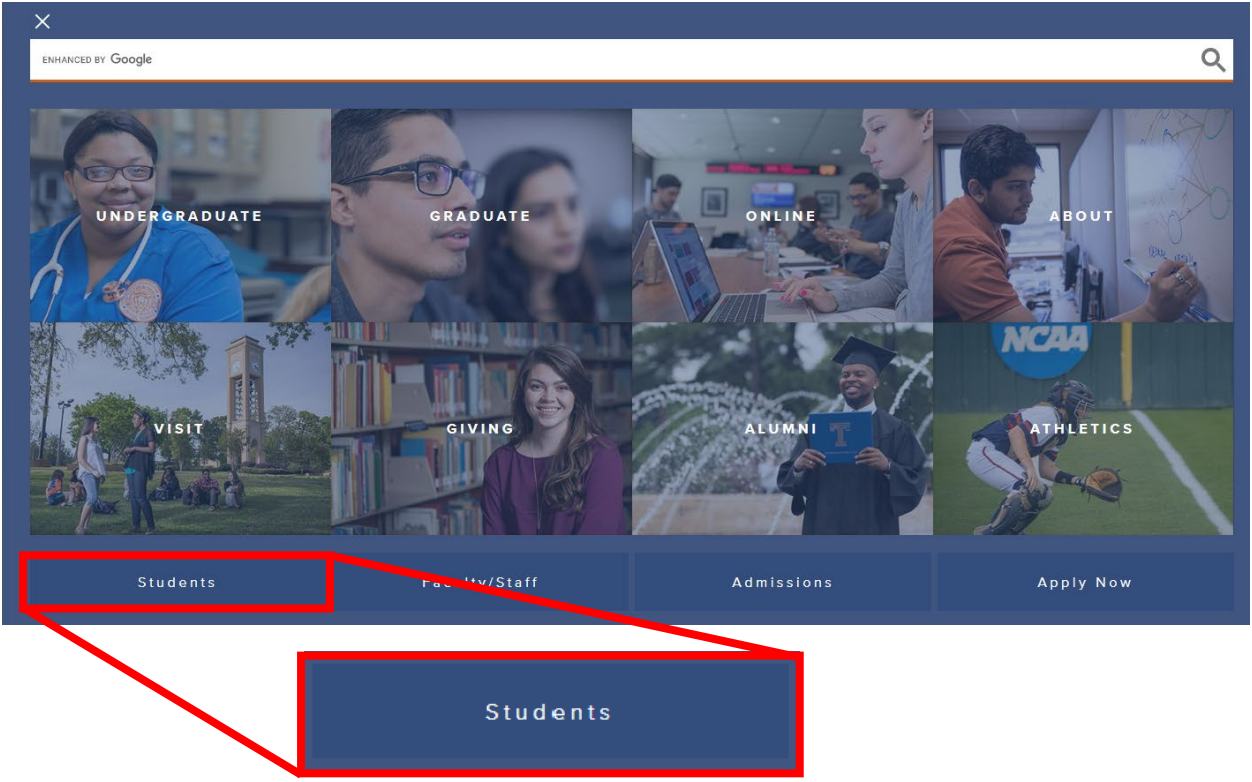 ENHANCED BY Google
UNDERGRADUATE GRADUATE ONLINE ABOUT
NCAA
VISIT GIVING ALUMNI ATHLETICS
T
Students Faculty/Staff Admissions Apply Now
Students